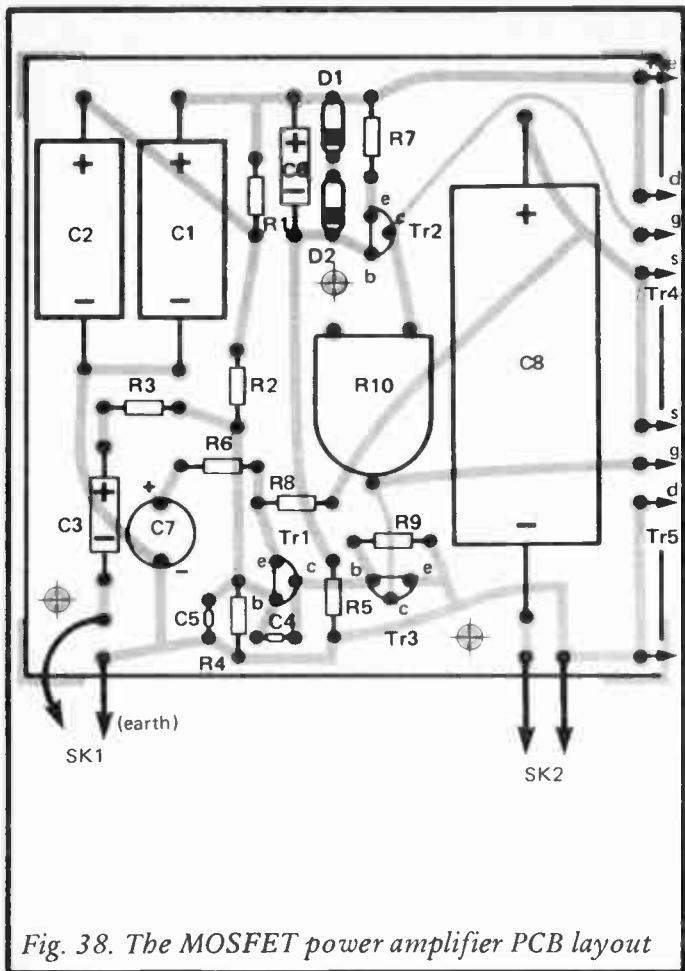 D1
+ve
C6
R7
C2
C1
R1
e
c
Tr2
b
D2
d
g
s
Tr4
R3
R2
R10
C8
s
R6
g
R8
d
C3
C7
R9
Tr1
Tr5
e
c
b
e
b
c
C5
R5
C4
R4
Tr3
(earth)
SK1
SK2
Fig. 38. The MOSFET power amplifier PCB layout